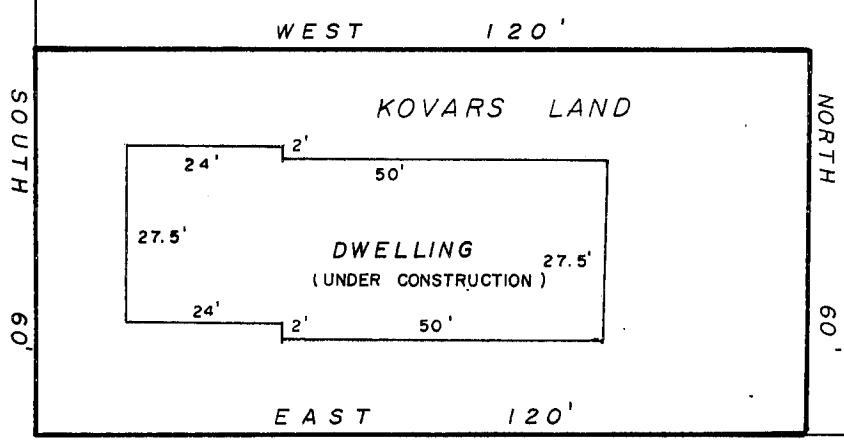 WEST 120'
KOVARS LAND
SOUTH 60'
NORTH 60'
24'
2'
50'
27.5'
DWELLING
(UNDER CONSTRUCTION)
27.5'
24'
2'
50'
EAST 120'